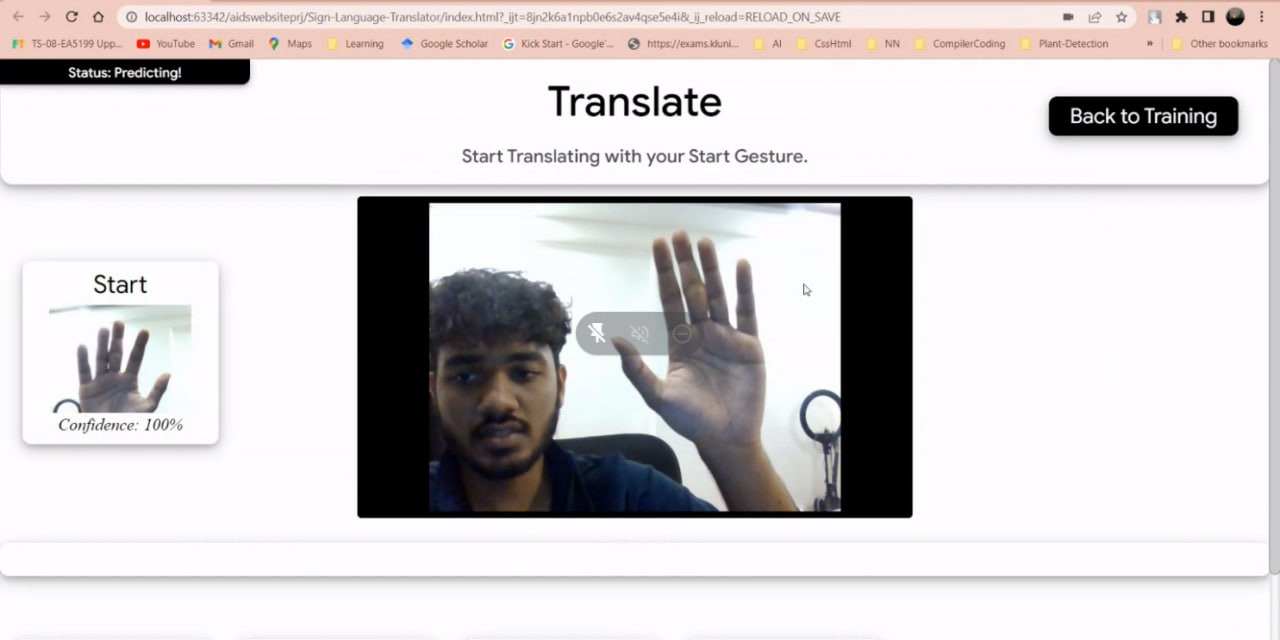 localhost:63342/aidswebsiteprj/Sign-Language-Translator/index.html?_ijt=8jn2k6a1npb0e6s2av4qse5e4i&_ij_reload=RELOAD_ON_SAVE
TS-08-EA5199 Upp... YouTube Gmail Maps Learning Google Scholar Kick Start - Google'... https://exams.kluni... AI CssHtml NN CompilerCoding Plant-Detection » Other bookmarks
Status: Predicting!
Translate
Back to Training
Start Translating with your Start Gesture.
Start
Confidence: 100%